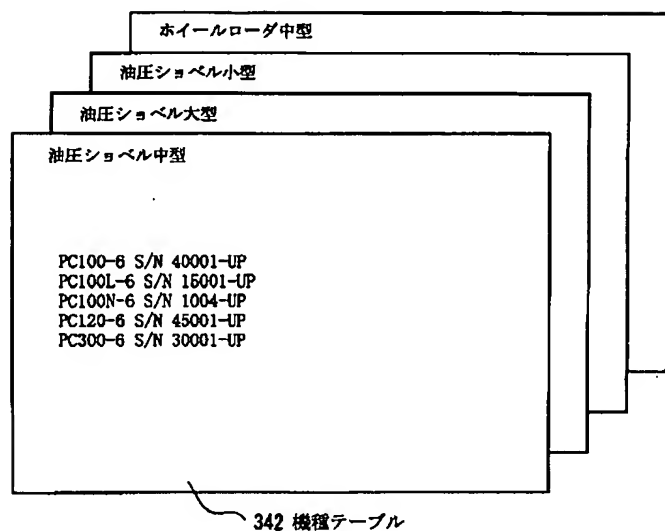 ホイールローダ中型
油圧ショベル小型
油圧ショベル大型
油圧ショベル中型
PC100-6 S/N 40001-UP
PC100L-6 S/N 15001-UP
PC100N-6 S/N 1004-UP
PC120-6 S/N 45001-UP
PC300-6 S/N 30001-UP
342 機種テーブル